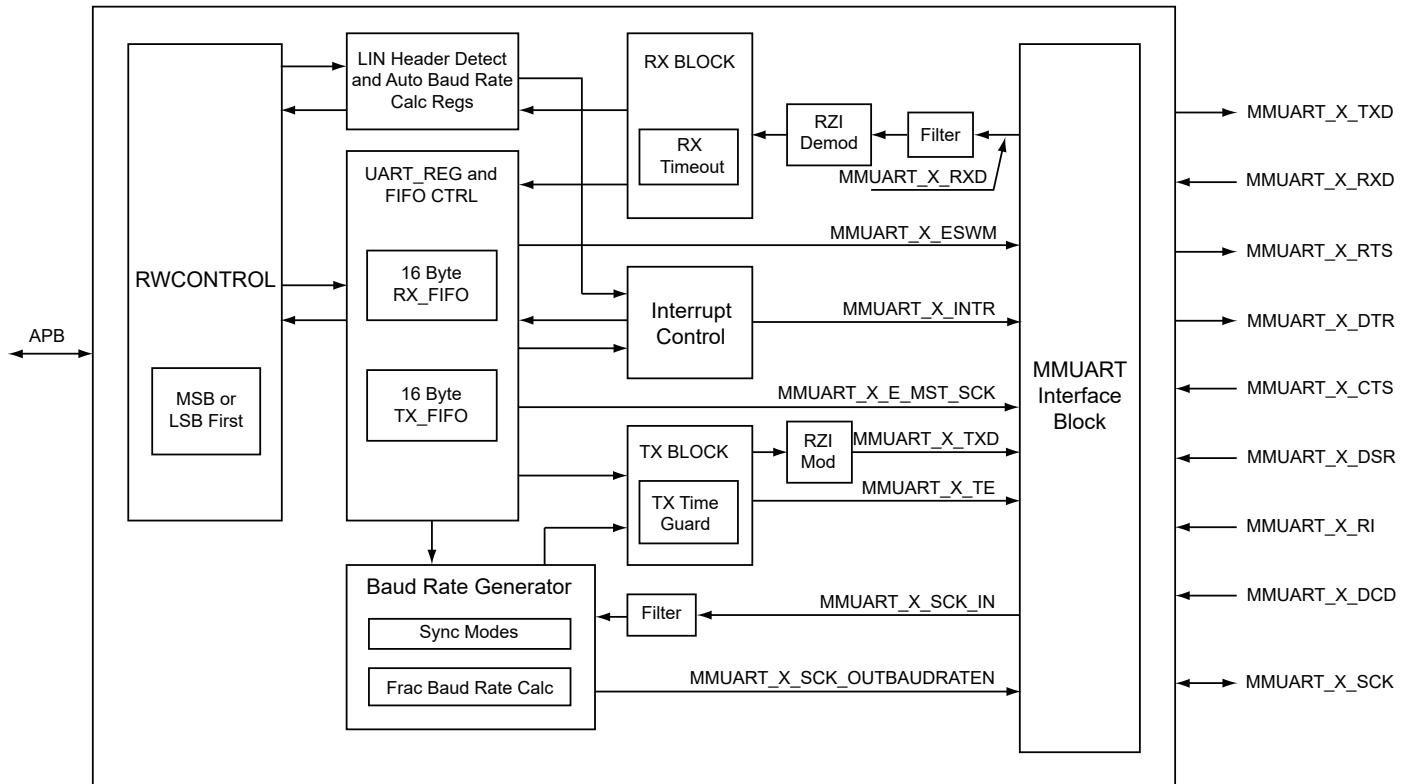 APB
RWCONTROL
MSB or
LSB First
LIN Header Detect
and Auto Baud Rate
Calc Regs
UART_REG and
FIFO CTRL
16 Byte
RX_FIFO
16 Byte
TX_FIFO
Baud Rate Generator
Sync Modes
Frac Baud Rate Calc
RX BLOCK
RX
Timeout
RZI
Demod
Filter
MMUART_X_RXD
MMUART_X_ESWM
Interrupt
Control
MMUART_X_INTR
MMUART_X_E_MST_SCK
TX BLOCK
TX Time
Guard
RZI
Mod
MMUART_X_TXD
MMUART_X_TE
Filter
MMUART_X_SCK_IN
MMUART_X_SCK_OUTBAUDRATEN
MMUART
Interface
Block
MMUART_X_TXD
MMUART_X_RXD
MMUART_X_RTS
MMUART_X_DTR
MMUART_X_CTS
MMUART_X_DSR
MMUART_X_RI
MMUART_X_DCD
MMUART_X_SCK